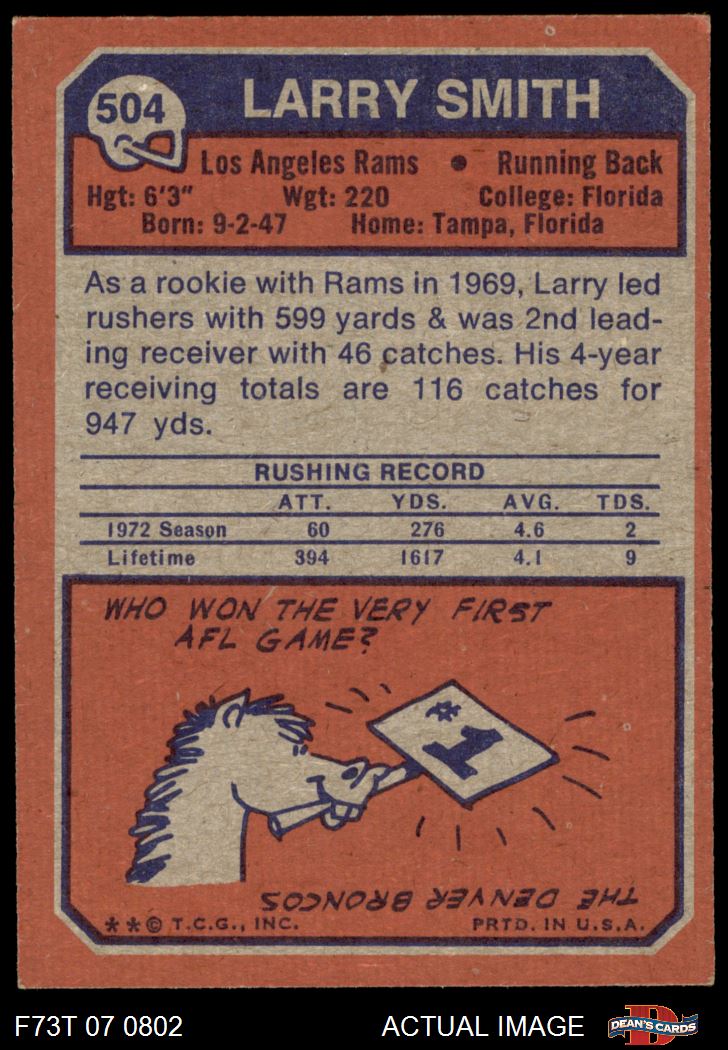 504
LARRY SMITH
Los Angeles Rams • Running Back
Hgt: 6'3" Wgt: 220 College: Florida
Born: 9-2-47 Home: Tampa, Florida
As a rookie with Rams in 1969, Larry led
rushers with 599 yards & was 2nd lead-
ing receiver with 46 catches. His 4-year
receiving totals are 116 catches for
947 yds.
RUSHING RECORD
ATT. YDS. AVG. TDS.
1972 Season 60 276 4.6 2
Lifetime 394 1617 4.1 9
WHO WON THE VERY FIRST
AFL GAME?
#1
THE DENVER BRONCOS
**© T.C.G., INC. PRTD. IN U.S.A.
F73T 07 0802 ACTUAL IMAGE
D
DEAN'S CARDS